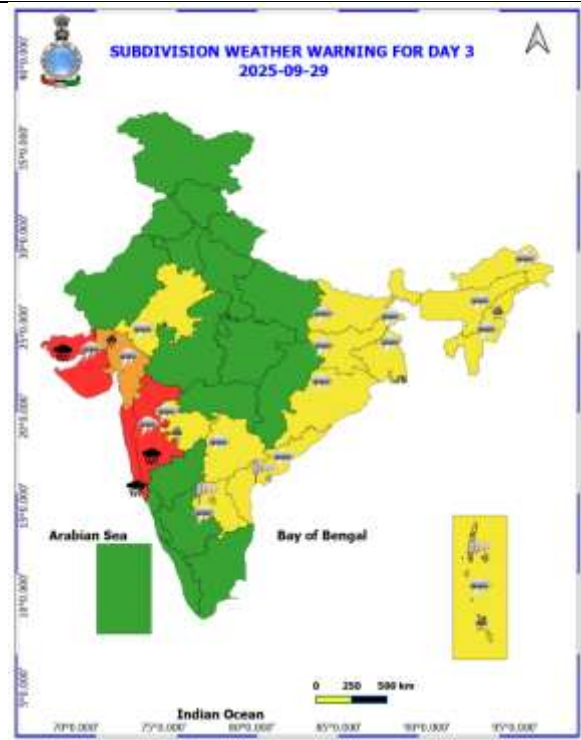 SUBDIVISION WEATHER WARNING FOR DAY 3
2025-09-29
Arabian Sea
Bay of Bengal
0 250 500 km
Indian Ocean
70°0.000' 75°0.000' 80°0.000' 85°0.000' 90°0.000' 95°0.000'